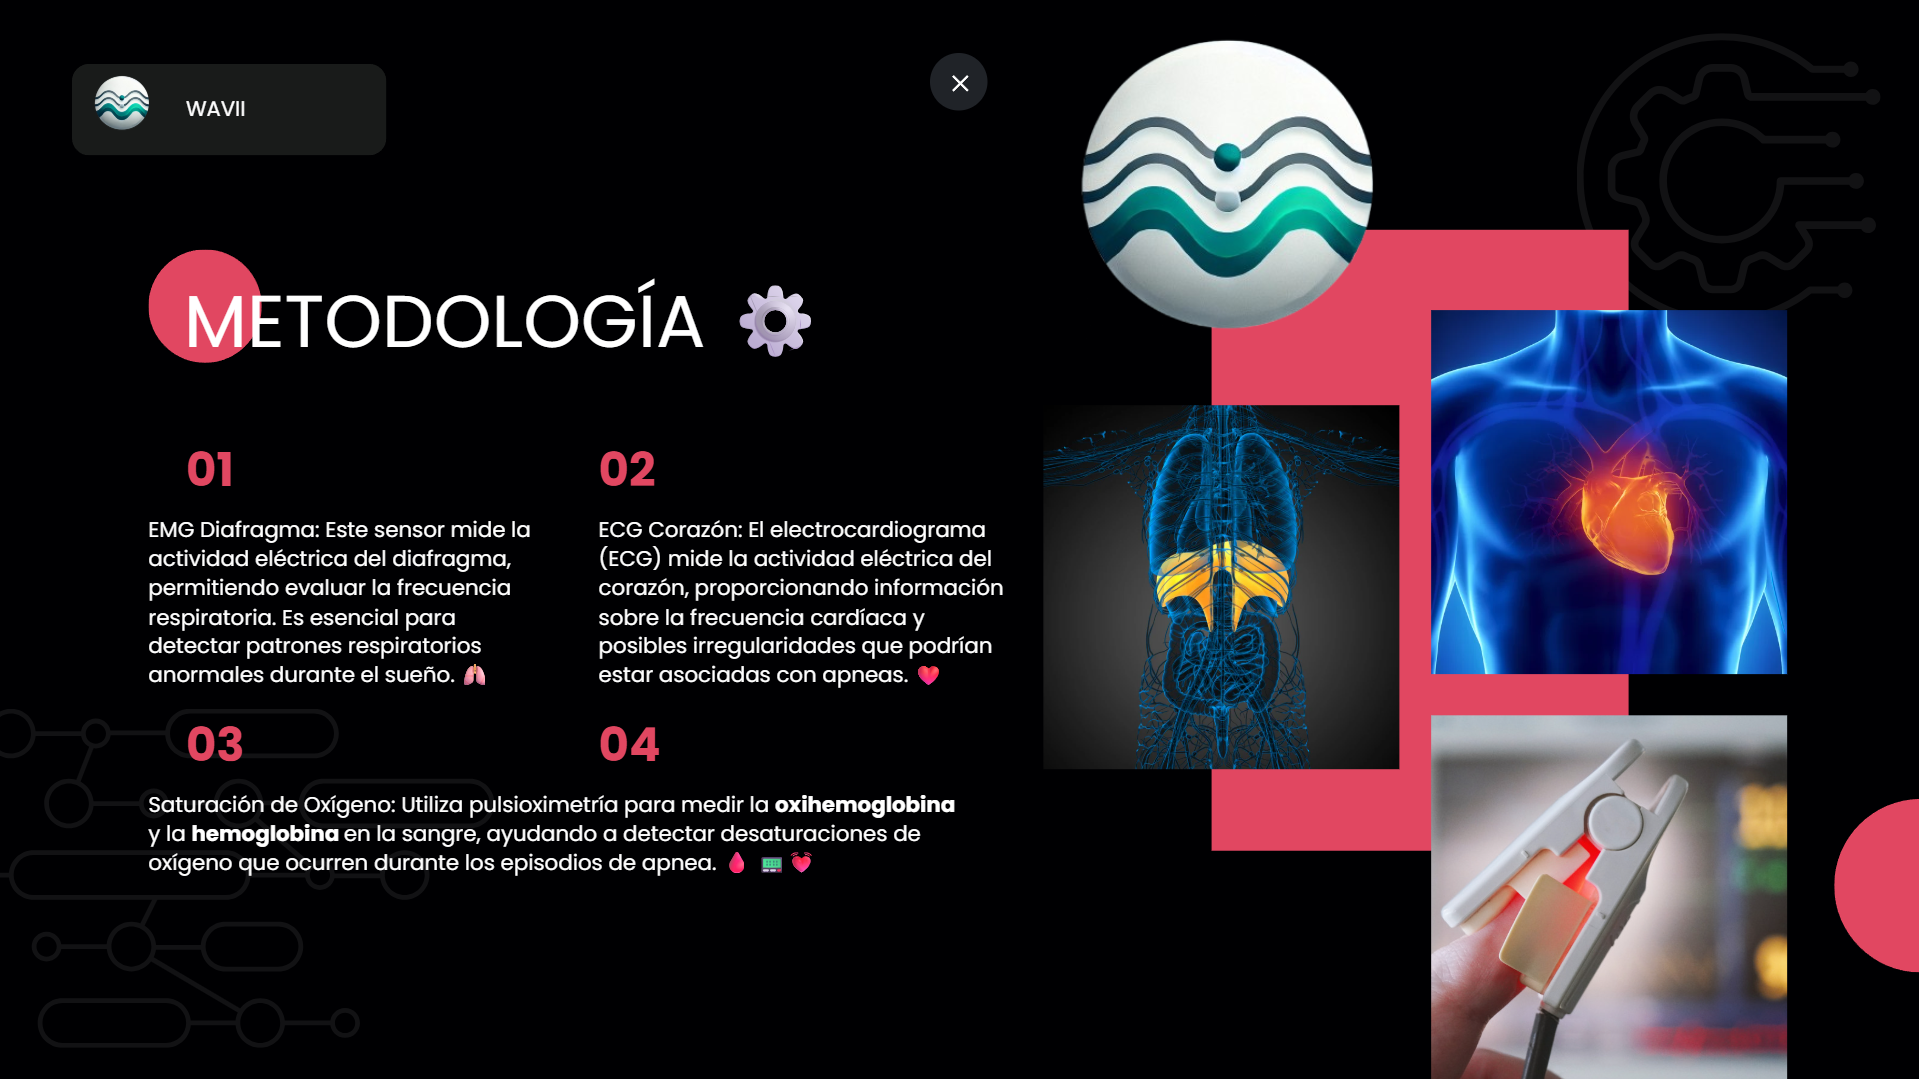 WAVII
METODOLOGÍA ⚙️
01
EMG Diafragma: Este sensor mide la
actividad eléctrica del diafragma,
permitiendo evaluar la frecuencia
respiratoria. Es esencial para
detectar patrones respiratorios
anormales durante el sueño. 🫁
02
ECG Corazón: El electrocardiograma
(ECG) mide la actividad eléctrica del
corazón, proporcionando información
sobre la frecuencia cardíaca y
posibles irregularidades que podrían
estar asociadas con apneas. ❤️
03
04
Saturación de Oxígeno: Utiliza pulsioximetría para medir la oxihemoglobina
y la hemoglobina en la sangre, ayudando a detectar desaturaciones de
oxígeno que ocurren durante los episodios de apnea. 🩸 📟 💓